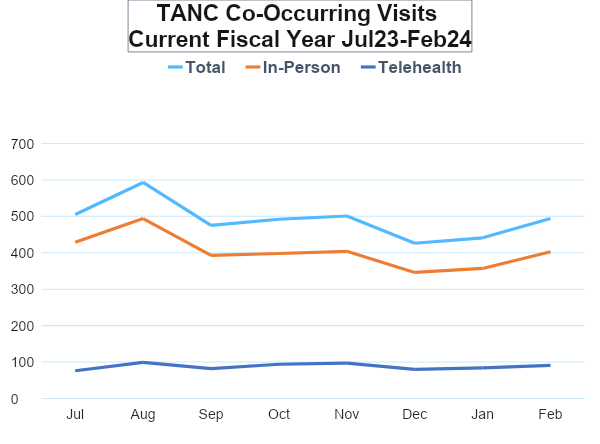 TANC Co-Occurring Visits
Current Fiscal Year Jul23-Feb24
Total In-Person Telehealth
700
600
500
400
300
200
100
0
Jul Aug Sep Oct Nov Dec Jan Feb